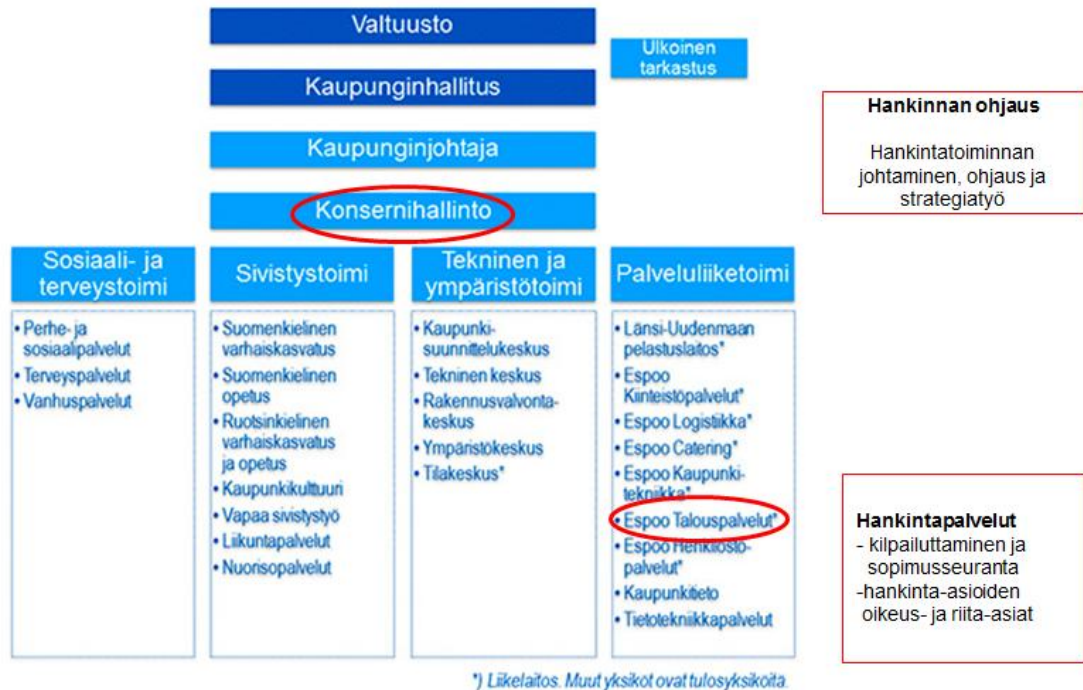 Valtuusto
Ulkoinen
tarkastus
Kaupunginhallitus
Kaupunginjohtaja
Konsernihallinto
Hankinnan ohjaus
Hankintatoiminnan
johtaminen, ohjaus ja
strategiatyö
Sosiaali- ja
terveystoimi
• Perhe- ja
sosiaalipalvelut
• Terveyspalvelut
• Vanhuspalvelut
Sivistystoimi
• Suomenkielinen
varhaiskasvatus
• Suomenkielinen
opetus
• Ruotsinkielinen
varhaiskasvatus
ja opetus
• Kaupunkikulttuuri
• Vapaa sivistystyö
• Liikuntapalvelut
• Nuorisopalvelut
Tekninen ja
ympäristötoimi
• Kaupunki-
suunnittelukeskus
• Tekninen keskus
• Rakennusvalvonta-
keskus
• Ympäristökeskus
• Tilakeskus*
Palveluliiketoimi
• Länsi-Uudenmaan
pelastuslaitos*
• Espoo
Kiinteistöpalvelut*
• Espoo Logistiikka*
• Espoo Catering*
• Espoo Kaupunki-
tekniikka*
• Espoo Talouspalvelut*
• Espoo Henkilöstö-
palvelut*
• Kaupunkitieto
• Tietotekniikkapalvelut
Hankintapalvelut
- kilpailuttaminen ja
sopimusseuranta
-hankinta-asioiden
oikeus- ja riita-asiat
*) Liikelaitos. Muut yksiköt ovat tulosyksiköitä.